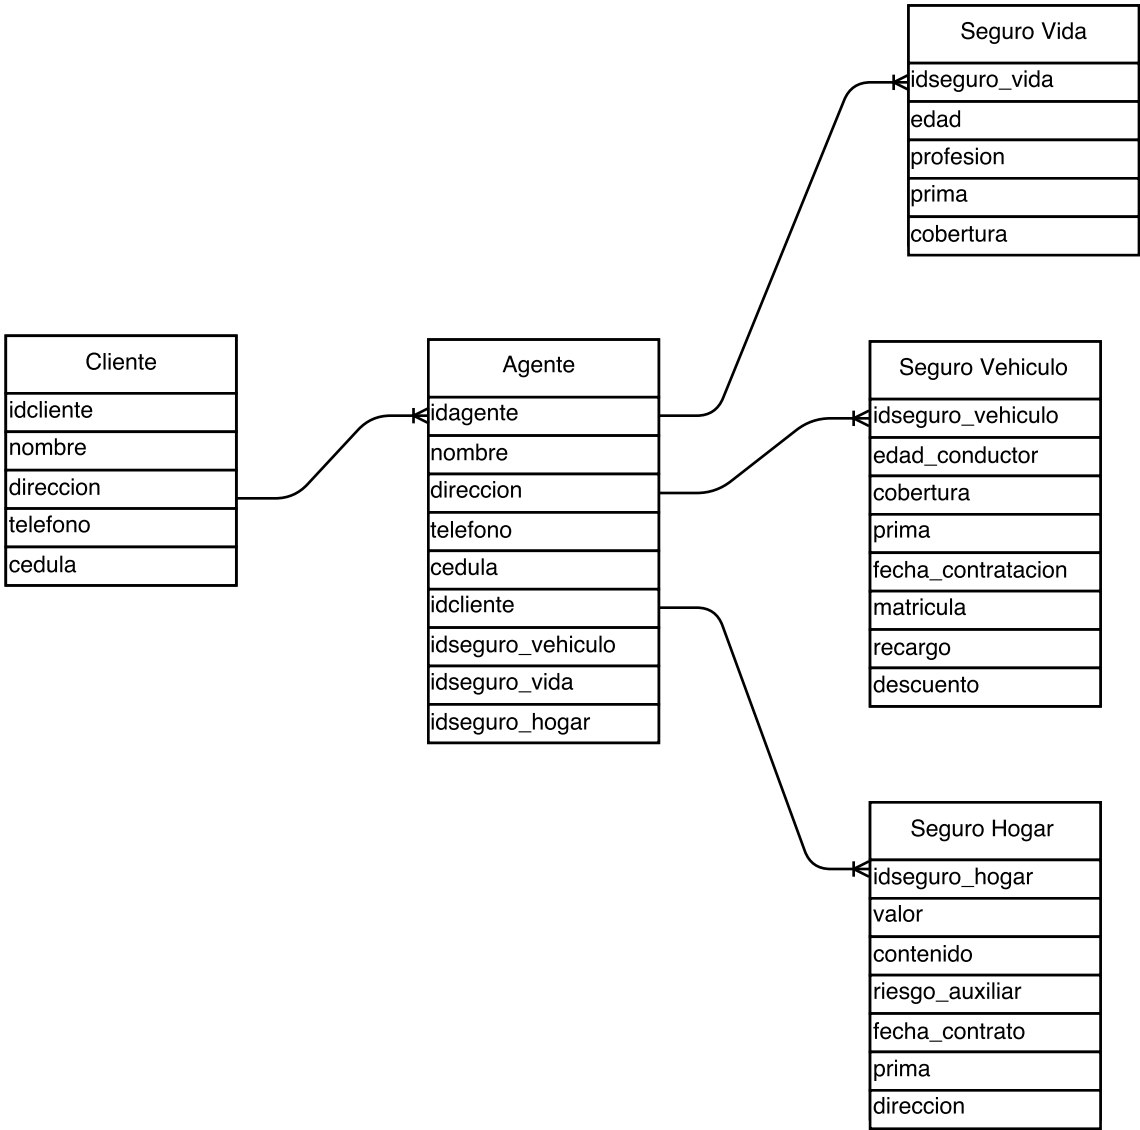 Seguro Vida
idseguro_vida
edad
profesion
prima
cobertura
Cliente
idcliente
nombre
direccion
telefono
cedula
Agente
idagente
nombre
direccion
telefono
cedula
idcliente
idseguro_vehiculo
idseguro_vida
idseguro_hogar
Seguro Vehiculo
idseguro_vehiculo
edad_conductor
cobertura
prima
fecha_contratacion
matricula
recargo
descuento
Seguro Hogar
idseguro_hogar
valor
contenido
riesgo_auxiliar
fecha_contrato
prima
direccion